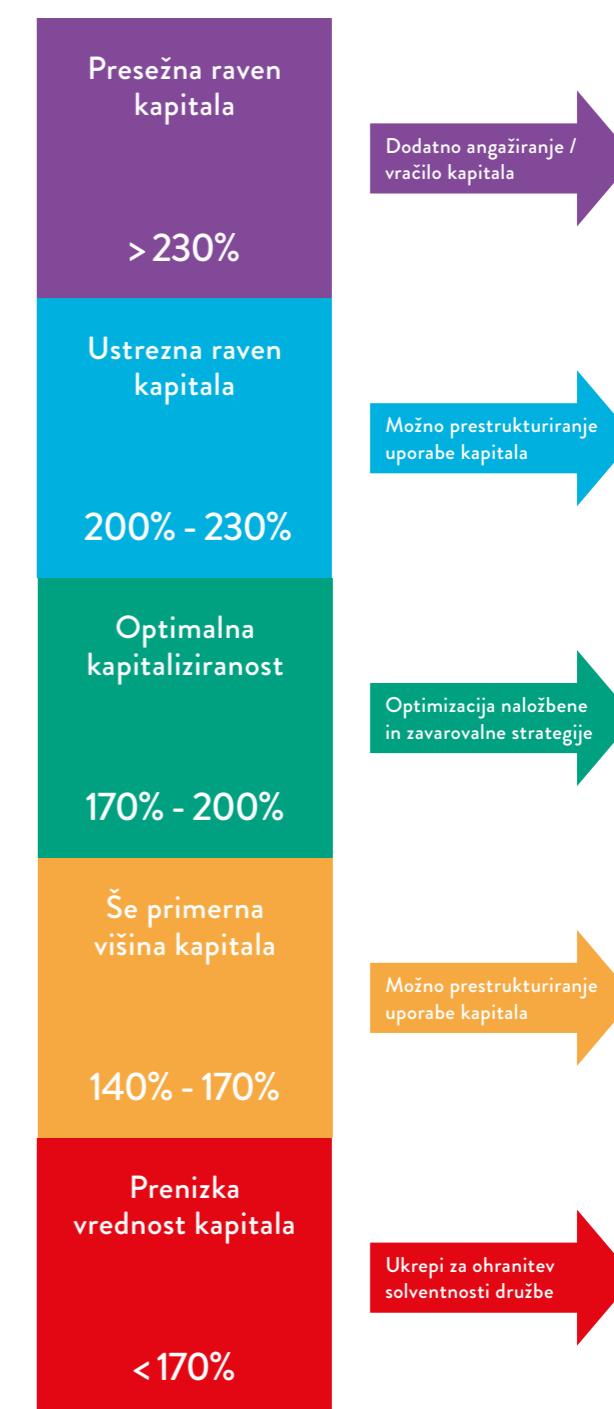 Presežna raven
kapitala
> 230%
Dodatno angažiranje /
vračilo kapitala
Ustrezna raven
kapitala
200% - 230%
Možno prestrukturiranje
uporabe kapitala
Optimalna
kapitaliziranost
170% - 200%
Optimizacija naložbene
in zavarovalne strategije
Še primerna
višina kapitala
140% - 170%
Možno prestrukturiranje
uporabe kapitala
Prenizka
vrednost kapitala
< 170%
Ukrepi za ohranitev
solventnosti družbe